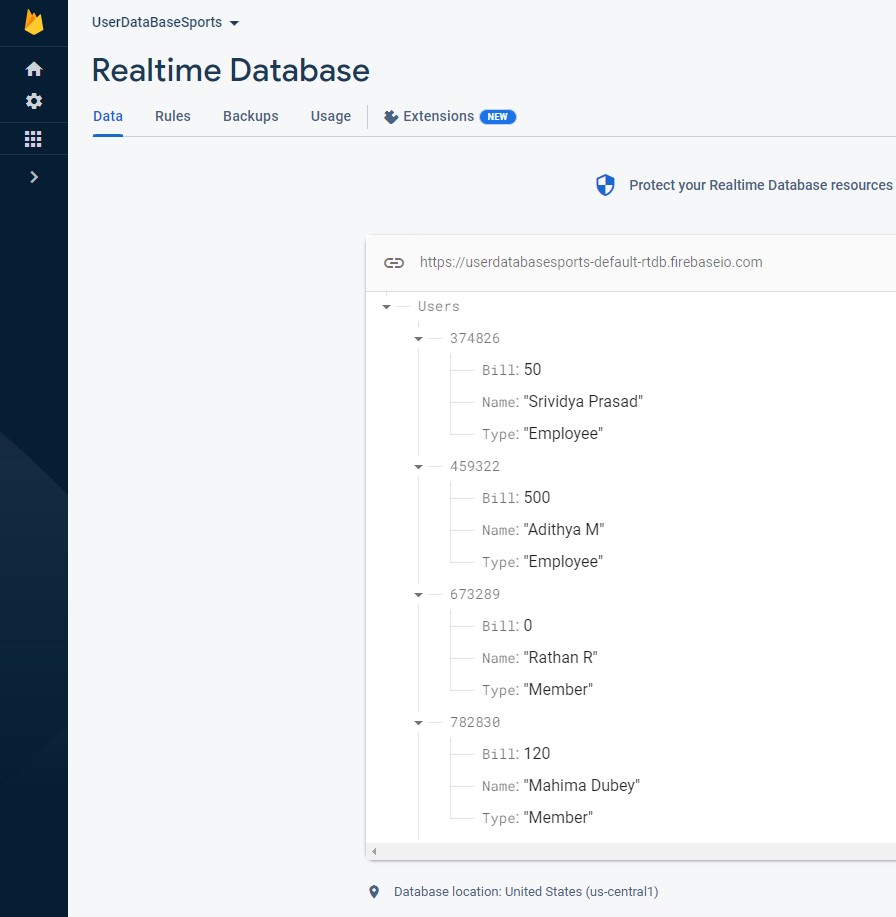 UserDataBaseSports
Realtime Database
Data Rules Backups Usage Extensions NEW
Protect your Realtime Database resources
https://userdatabasesports-default-rtdb.firebaseio.com
Users
374826
Bill: 50
Name: "Srividya Prasad"
Type: "Employee"
459322
Bill: 500
Name: "Adithya M"
Type: "Employee"
673289
Bill: 0
Name: "Rathan R"
Type: "Member"
782830
Bill: 120
Name: "Mahima Dubey"
Type: "Member"
Database location: United States (us-central1)